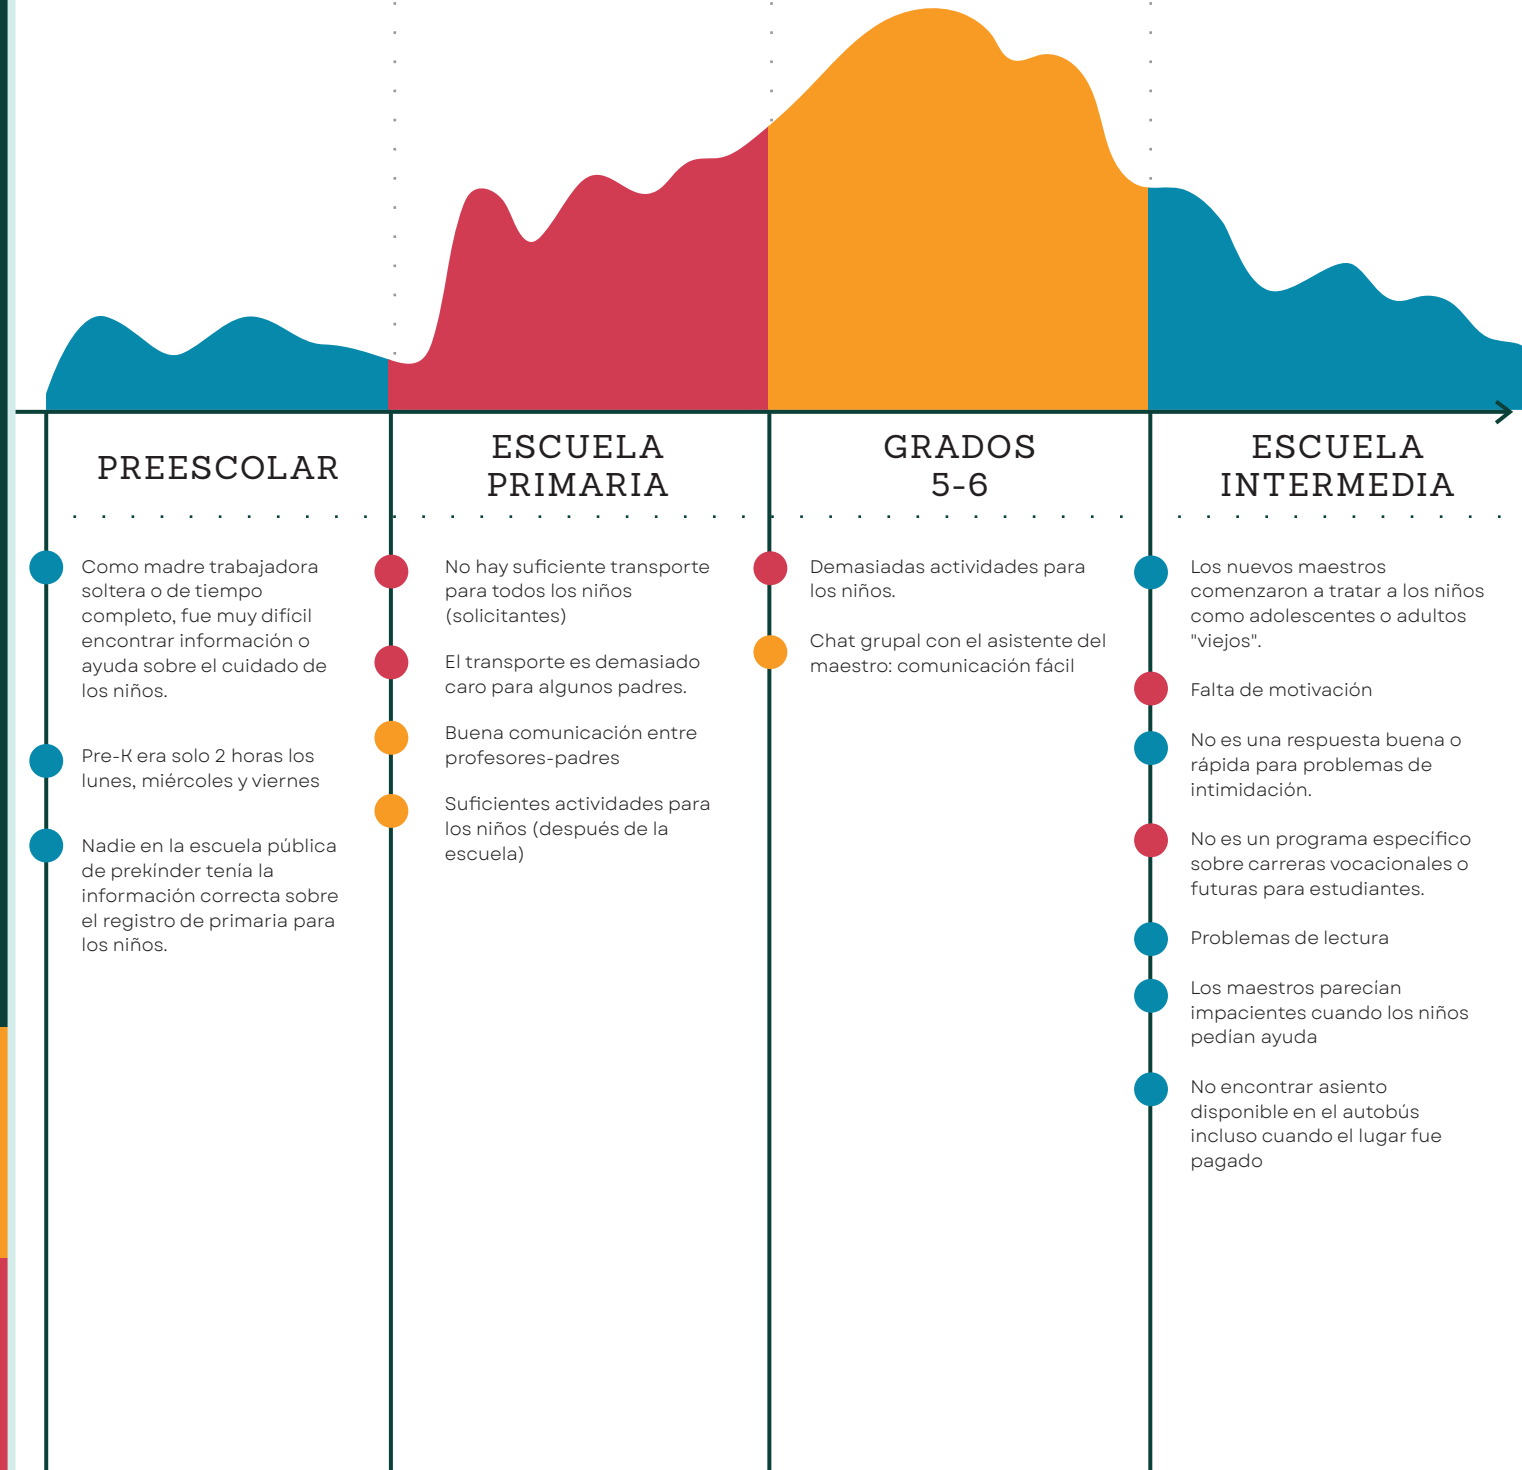 PREESCOLAR
Como madre trabajadora
soltera o de tiempo
completo, fue muy difícil
encontrar información o
ayuda sobre el cuidado de
los niños.
Pre-K era solo 2 horas los
lunes, miércoles y viernes
Nadie en la escuela pública
de prekínder tenía la
información correcta sobre
el registro de primaria para
los niños.
ESCUELA
PRIMARIA
No hay suficiente transporte
para todos los niños
(solicitantes)
El transporte es demasiado
caro para algunos padres.
Buena comunicación entre
profesores-padres
Suficientes actividades para
los niños (después de la
escuela)
GRADOS
5-6
Demasiadas actividades para
los niños.
Chat grupal con el asistente del
maestro: comunicación fácil
ESCUELA
INTERMEDIA
Los nuevos maestros
comenzaron a tratar a los niños
como adolescentes o adultos
"viejos".
Falta de motivación
No es una respuesta buena o
rápida para problemas de
intimidación.
No es un programa específico
sobre carreras vocacionales o
futuras para estudiantes.
Problemas de lectura
Los maestros parecían
impacientes cuando los niños
pedían ayuda
No encontrar asiento
disponible en el autobús
incluso cuando el lugar fue
pagado